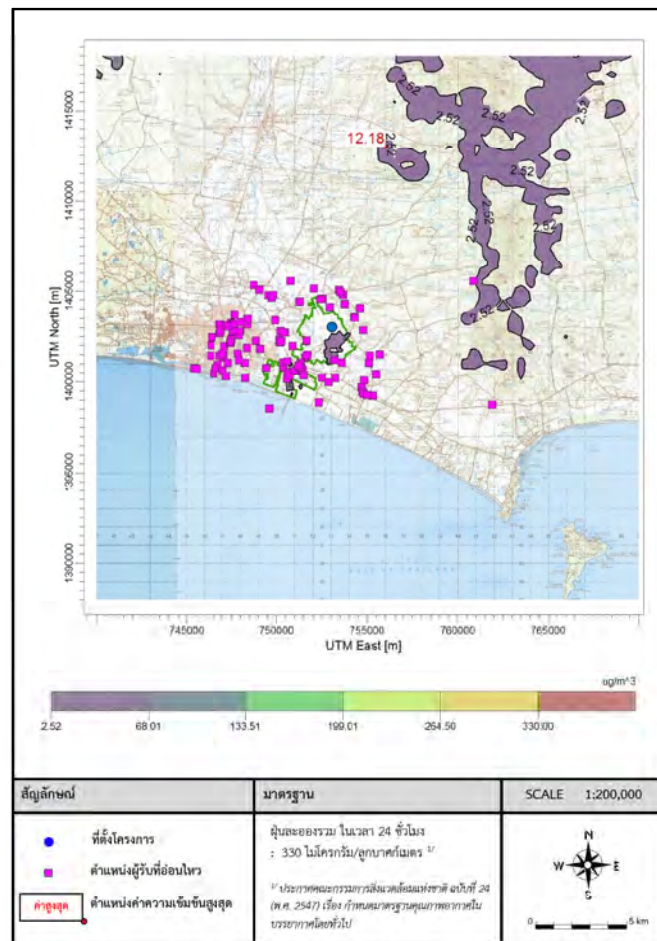 2.52
2.52
2.52
2.52
12.18
2.52
2.52
2.52
2.52
2.52
1415000
1410000
1405000
1400000
1395000
1390000
UTM North [m]
745000 750000 755000 760000 765000
UTM East [m]
ug/m^3
2.52 68.01 133.51 199.01 264.50 330.00
สัญลักษณ์
ที่ตั้งโครงการ
ตำแหน่งผู้รับที่อ่อนไหว
ค่าสูงสุด
ตำแหน่งค่าความเข้มข้นสูงสุด
มาตรฐาน
ฝุ่นละอองรวม ในเวลา 24 ชั่วโมง
: 330 ไมโครกรัม/ลูกบาศก์เมตร 1/
1/ ประกาศคณะกรรมการสิ่งแวดล้อมแห่งชาติ ฉบับที่ 24
(พ.ศ. 2547) เรื่อง กำหนดมาตรฐานคุณภาพอากาศใน
บรรยากาศโดยทั่วไป
SCALE 1:200,000
N
W E
S
0 5 km